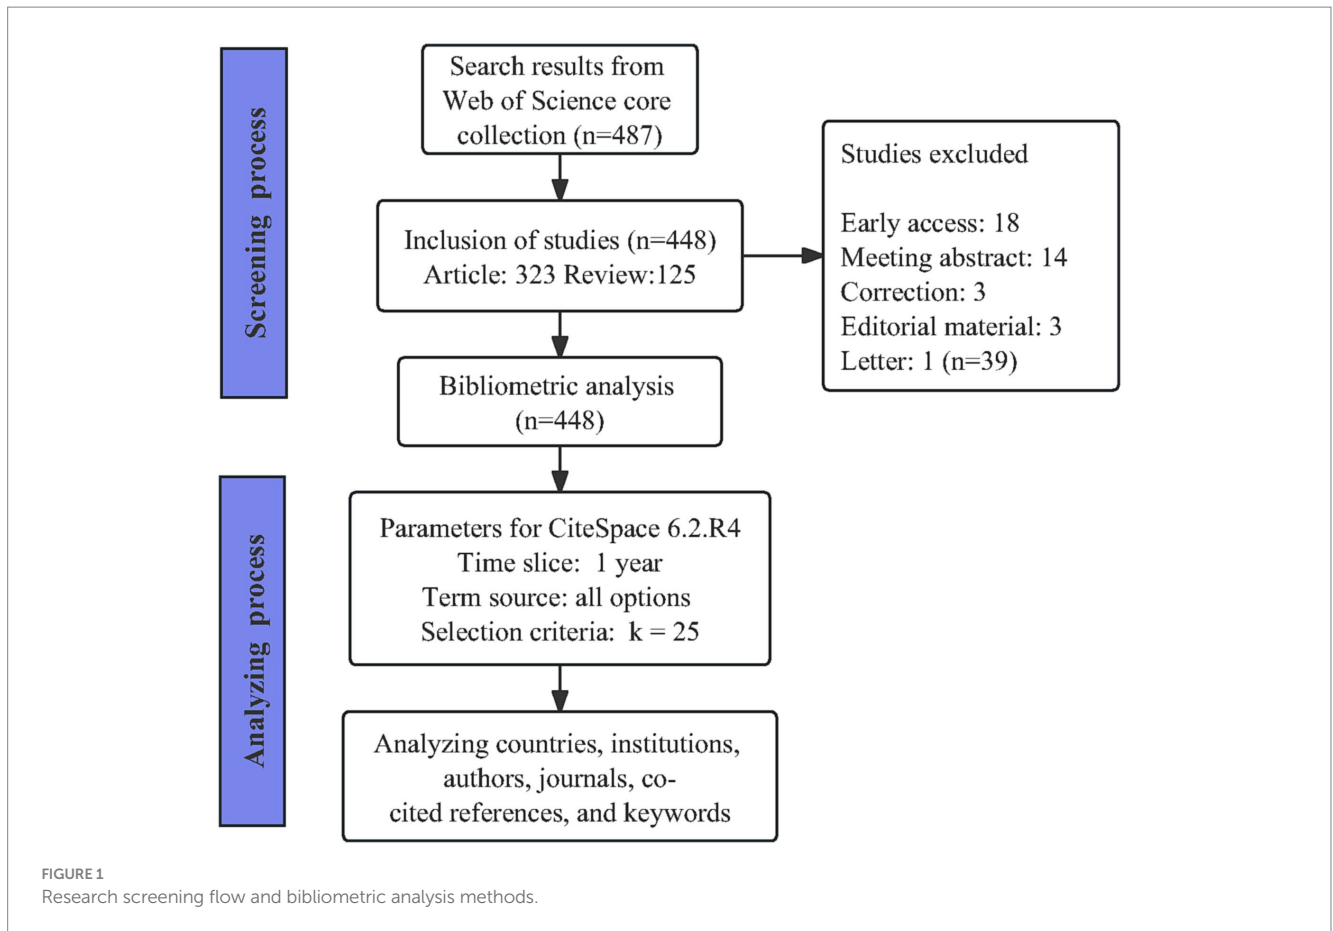 Screening process
Search results from
Web of Science core
collection (n=487)
Inclusion of studies (n=448)
Article: 323 Review:125
Studies excluded
Early access: 18
Meeting abstract: 14
Correction: 3
Editorial material: 3
Letter: 1 (n=39)
Bibliometric analysis
(n=448)
Analyzing process
Parameters for CiteSpace 6.2.R4
Time slice: 1 year
Term source: all options
Selection criteria: k = 25
Analyzing countries, institutions,
authors, journals, co-
cited references, and keywords
FIGURE 1
Research screening flow and bibliometric analysis methods.